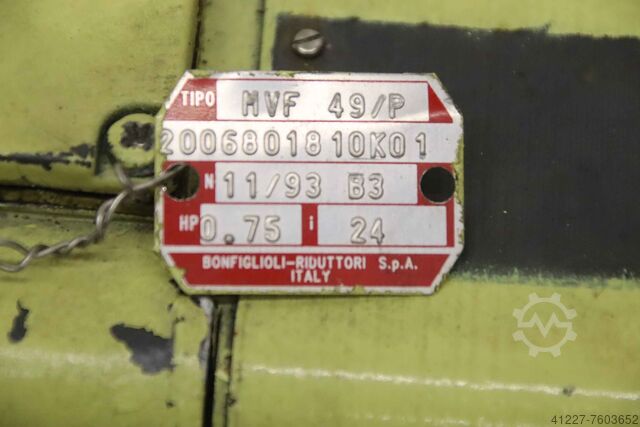 TIPO MVF 49/P
2006801810K01
N 11/93 B3
HP 0.75 i 24
BONFIGLIOLI-RIDUTTORI S.p.A.
ITALY
41227-7603652